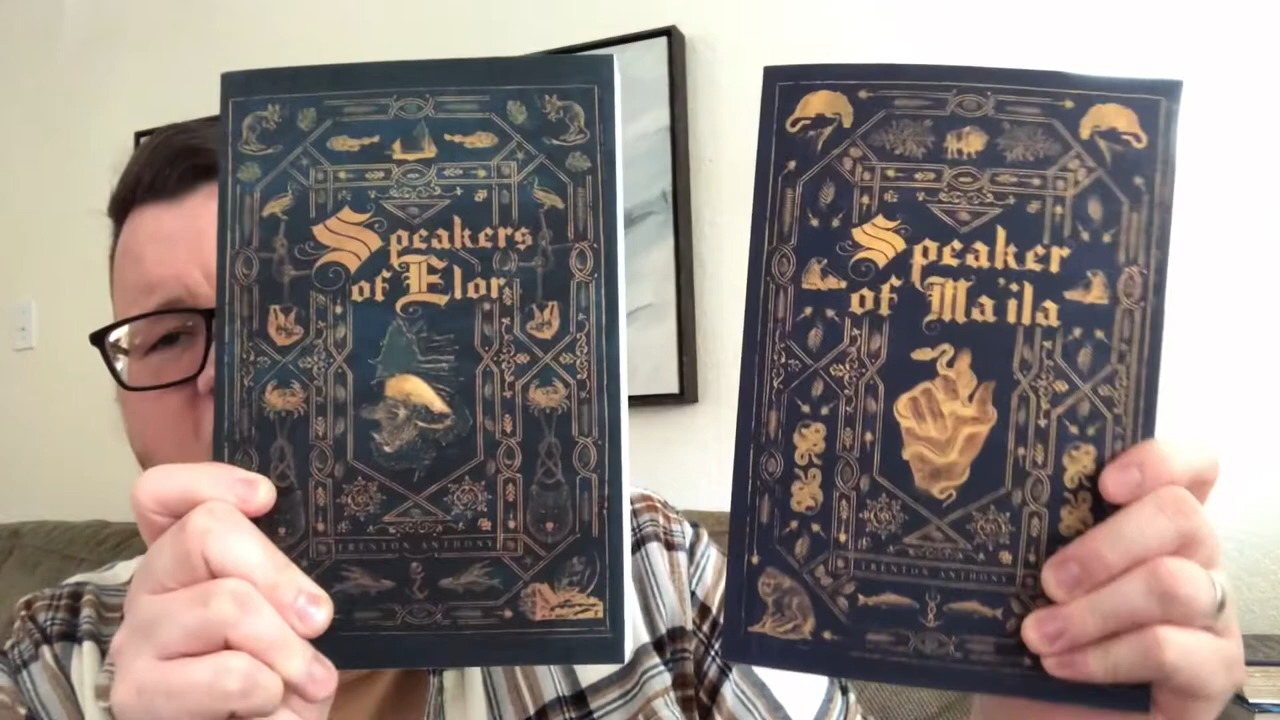 Speakers
of Elor
TRENTON ANTHONY
Speaker
of Ma'ila
TRENTON ANTHONY